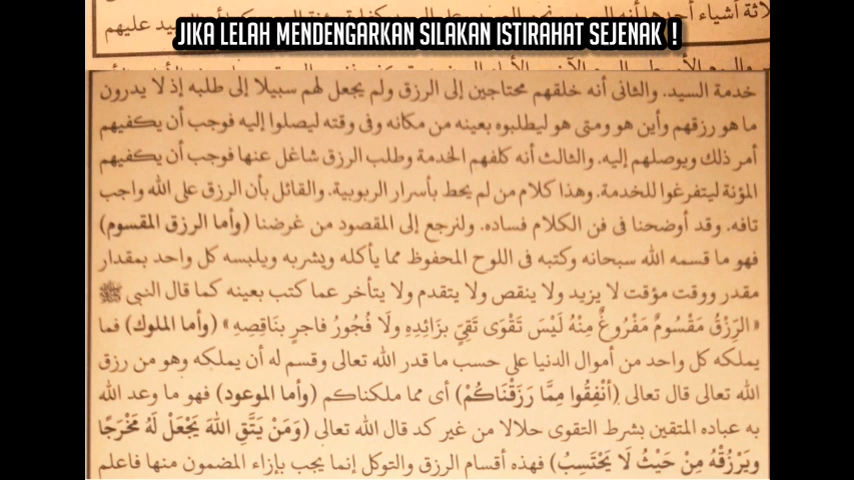 لاثة أشياء أحدها أنه السيد
السيد عليهم
JIKA LELAH MENDENGARKAN SILAKAN ISTIRAHAT SEJENAK !
خدمة السيد. والثانى أنه خلقهم محتاجين إلى الرزق ولم يجعل لهم سبيلا إلى طلبه إذ لا يدرون
ما هو رزقهم وأين هو ومتى هو ليطلبوه بعينه من مكانه وفى وقته ليصلوا إليه فوجب أن يكفيهم
أمر ذلك ويوصلهم إليه. والثالث أنه كلفهم الخدمة وطلب الرزق شاغل عنها فوجب أن يكفيهم
المؤنة ليتفرغوا للخدمة. وهذا كلام من لم يحط بأسرار الربوبية. والقائل بأن الرزق على الله واجب
تافه. وقد أوضحنا فى فن الكلام فساده. ولنرجع إلى المقصود من غرضنا (وأما الرزق المقسوم)
فهو ما قسمه الله سبحانه وكتبه فى اللوح المحفوظ مما يأكله ويشربه ويلبسه كل واحد بمقدار
مقدر ووقت مؤقت لا يزيد ولا ينقص ولا يتقدم ولا يتأخر عما كتب بعينه كما قال النبى ﷺ
«الرِّزْقُ مَقْسُومٌ مَفْرُوغٌ مِنْهُ لَيْسَ تَقْوَى تَقِيّ بِزَائِدِهِ وَلَا فُجُورُ فَاجِرٍ بِنَاقِصِهِ» (وأما الملوك) فما
يملكه كل واحد من أموال الدنيا على حسب ما قدر الله تعالى وقسم له أن يملكه وهو من رزق
الله تعالى قال تعالى (أَنْفِقُوا مِمَّا رَزَقْنَاكُمْ) أى مما ملكناكم (وأما الموعود) فهو ما وعد الله
به عباده المتقين بشرط التقوى حلالا من غير كد قال الله تعالى (وَمَنْ يَتَّقِ اللهَ يَجْعَلْ لَهُ مَخْرَجًا
وَيَرْزُقْهُ مِنْ حَيْثُ لَا يَحْتَسِبُ) فهذه أقسام الرزق والتوكل إنما يجب بإزاء المضمون منها فاعلم